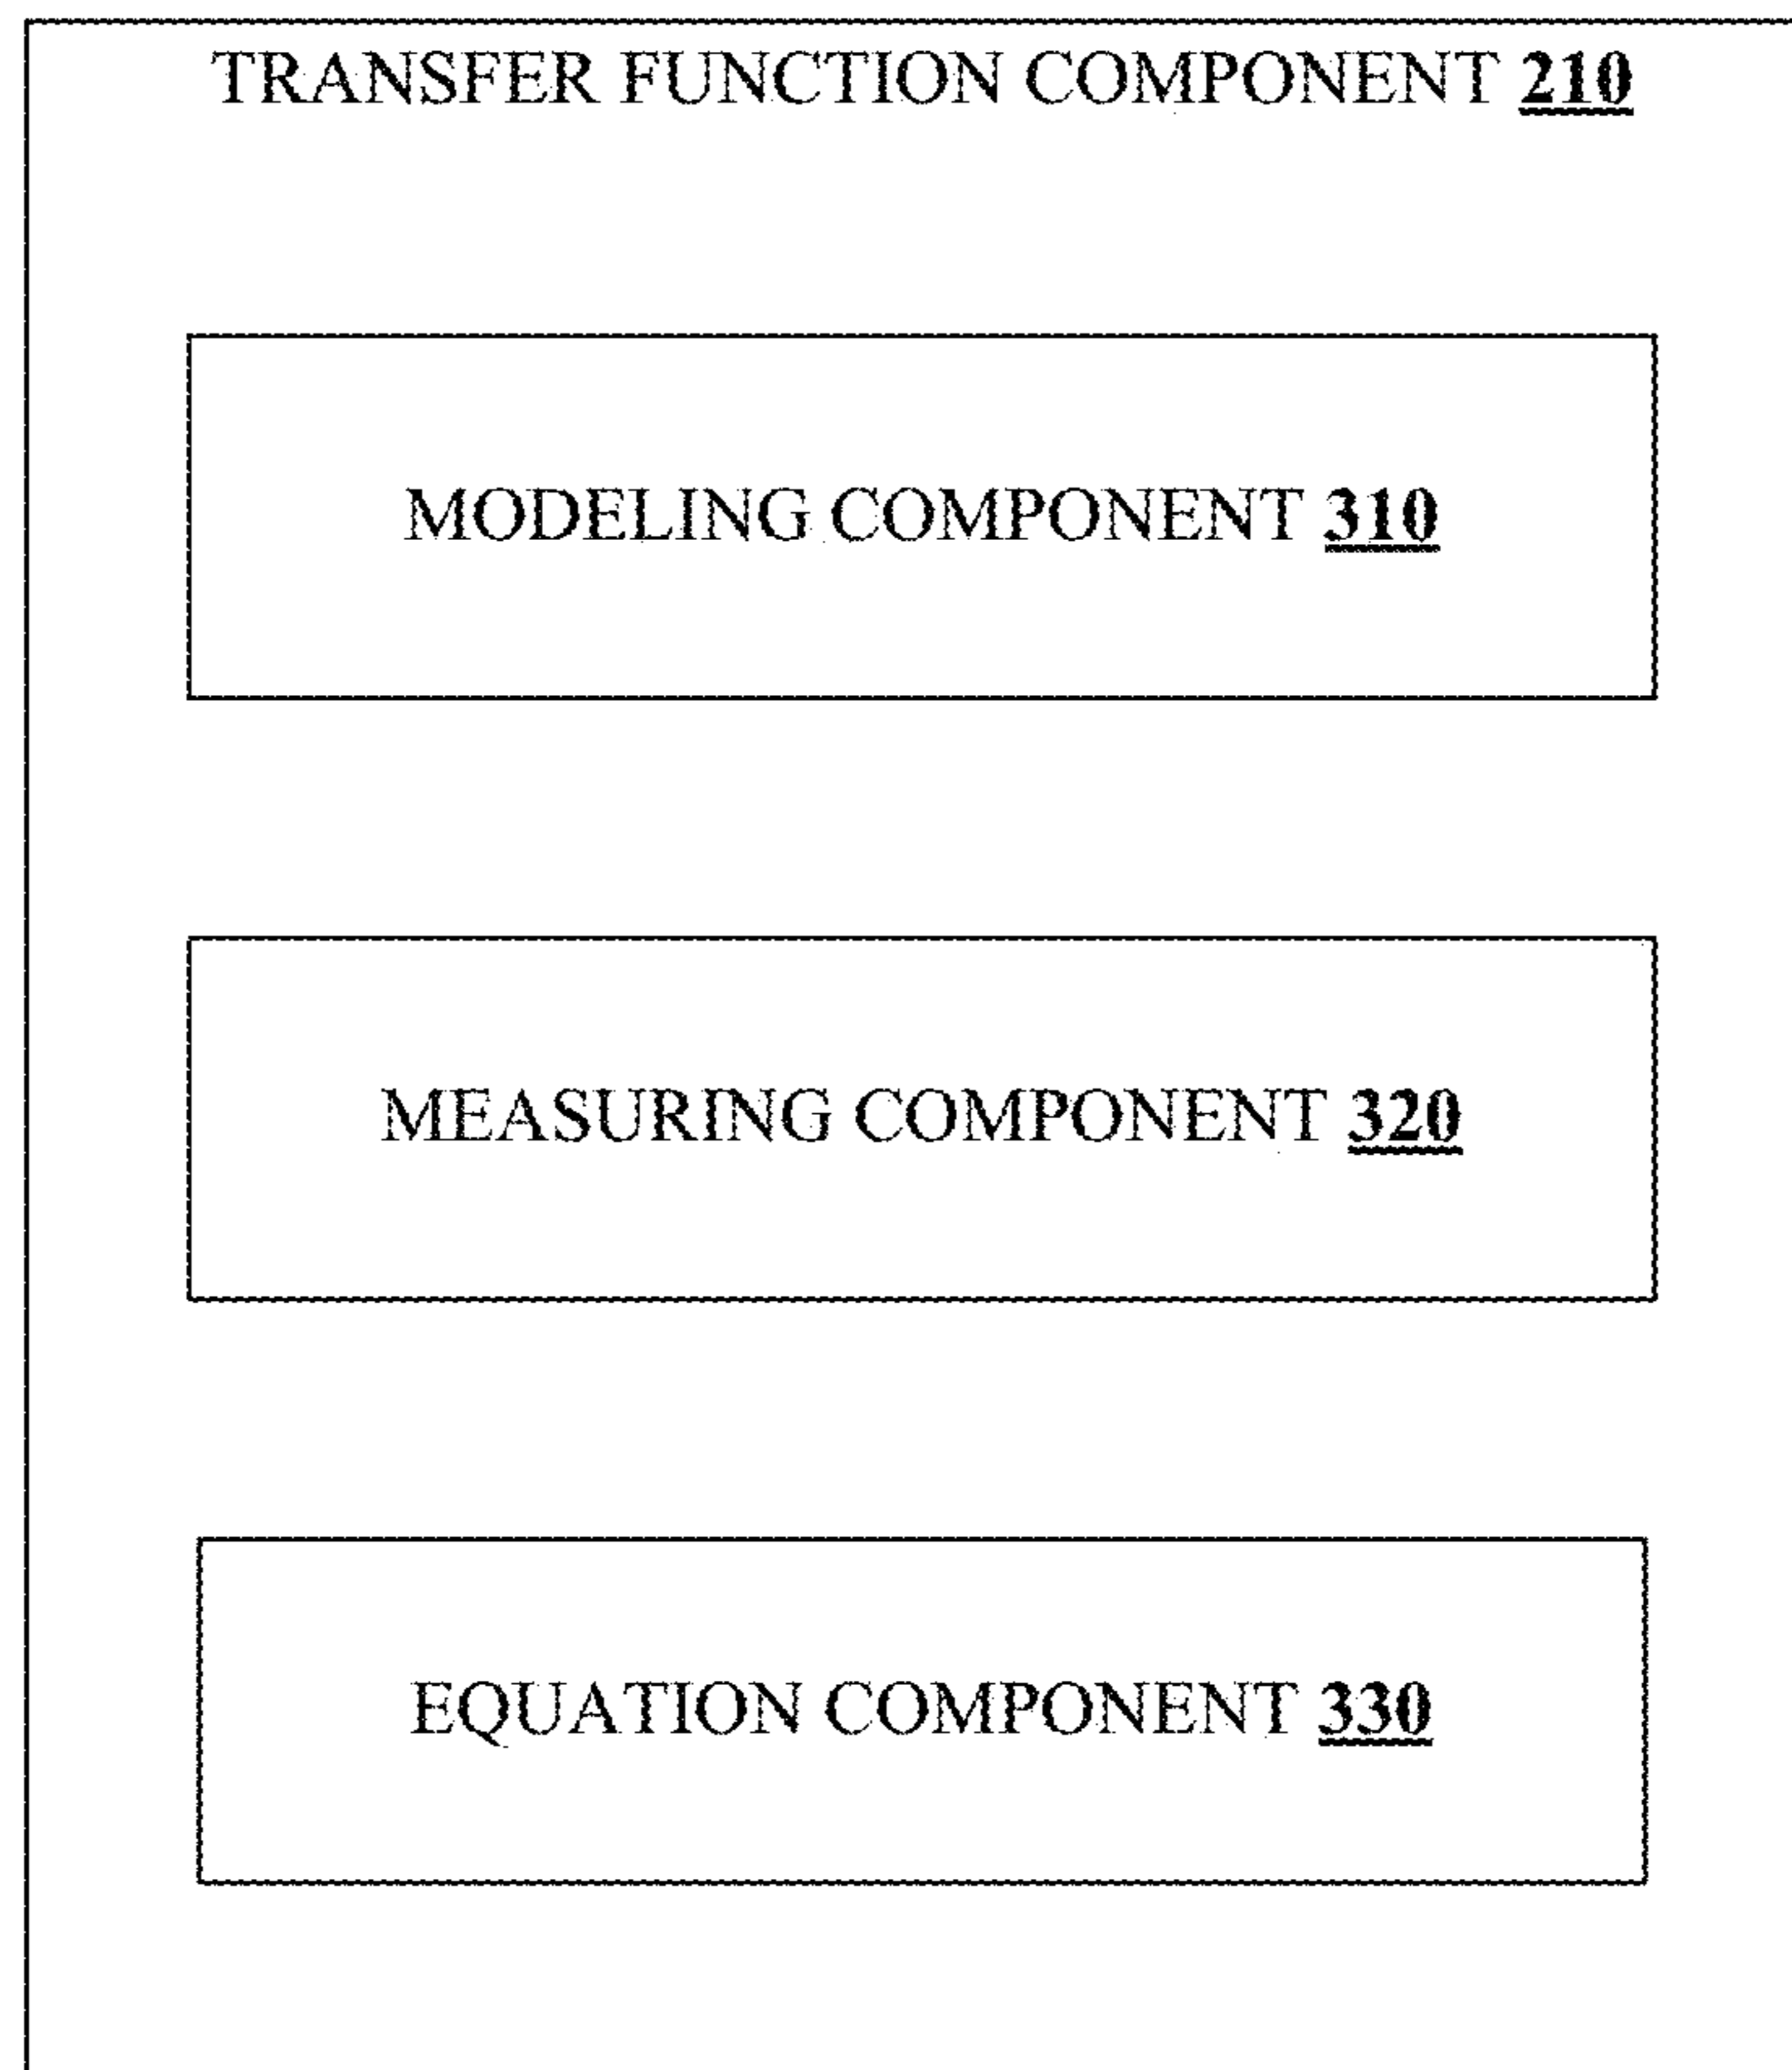 TRANSFER FUNCTION COMPONENT 210
MODELING COMPONENT 310
MEASURING COMPONENT 320
EQUATION COMPONENT 330